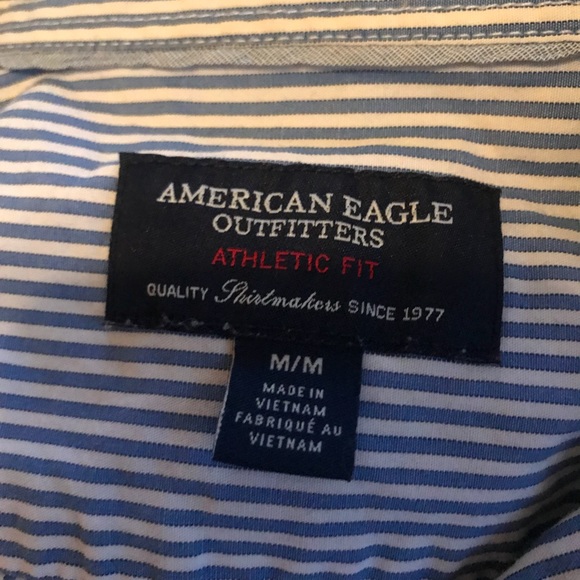 AMERICAN EAGLE
OUTFITTERS
ATHLETIC FIT
QUALITY Shirtmakers SINCE 1977
M/M
MADE IN
VIETNAM
FABRIQUÉ AU
VIETNAM